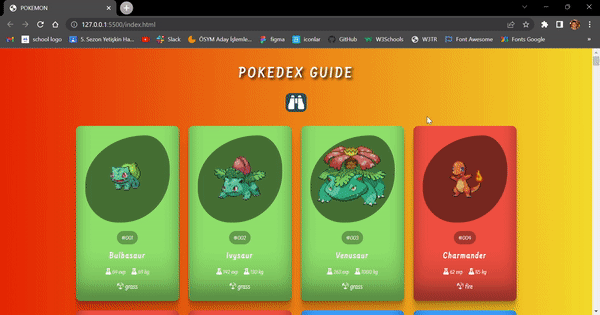 POKEMON
127.0.0.1:5500/index.html
school logo
5. Sezon Yetişkin Ha...
Slack
ÖSYM Aday İşlemle...
figma
iconlar
GitHub
W3Schools
WJTR
Font Awesome
Fonts Google
POKEDEX GUIDE
#001
#002
#003
#004
Bulbasaur
Ivysaur
Venusaur
Charmander
64 exp
69 kg
142 exp
130 kg
263 exp
1000 kg
62 exp
85 kg
grass
grass
grass
fire